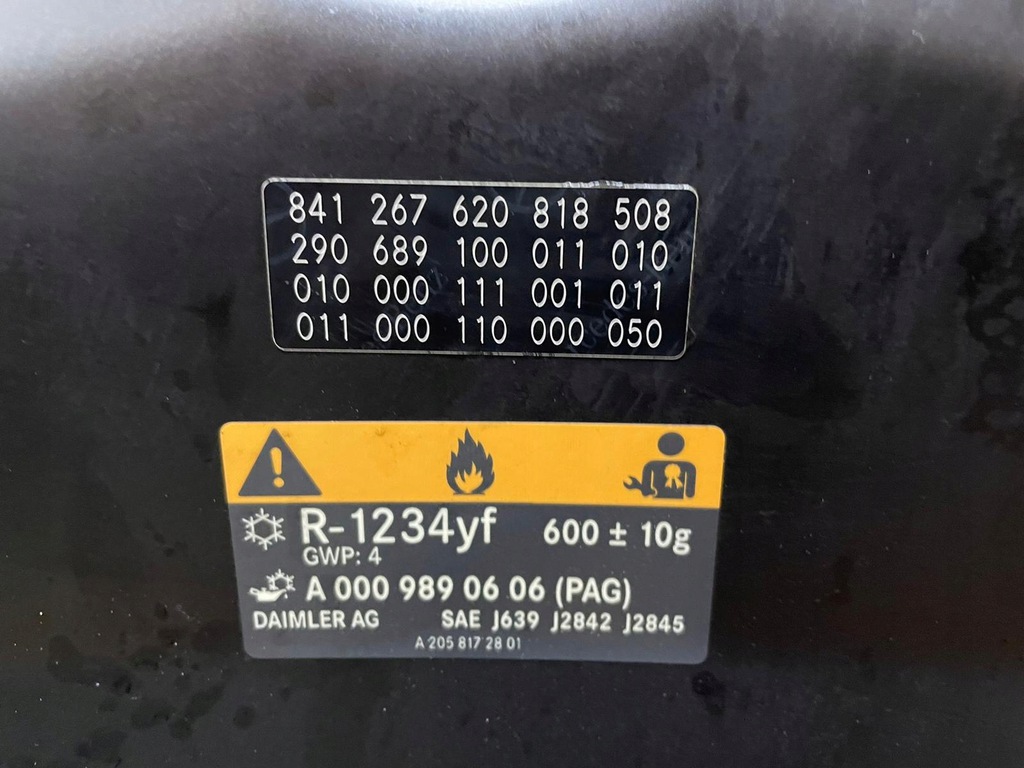 841 267 620 818 508
290 689 100 011 010
010 000 111 001 011
011 000 110 000 050
R-1234yf 600 ± 10g
GWP: 4
A 000 989 06 06 (PAG)
DAIMLER AG SAE J639 J2842 J2845
A 205 817 28 01